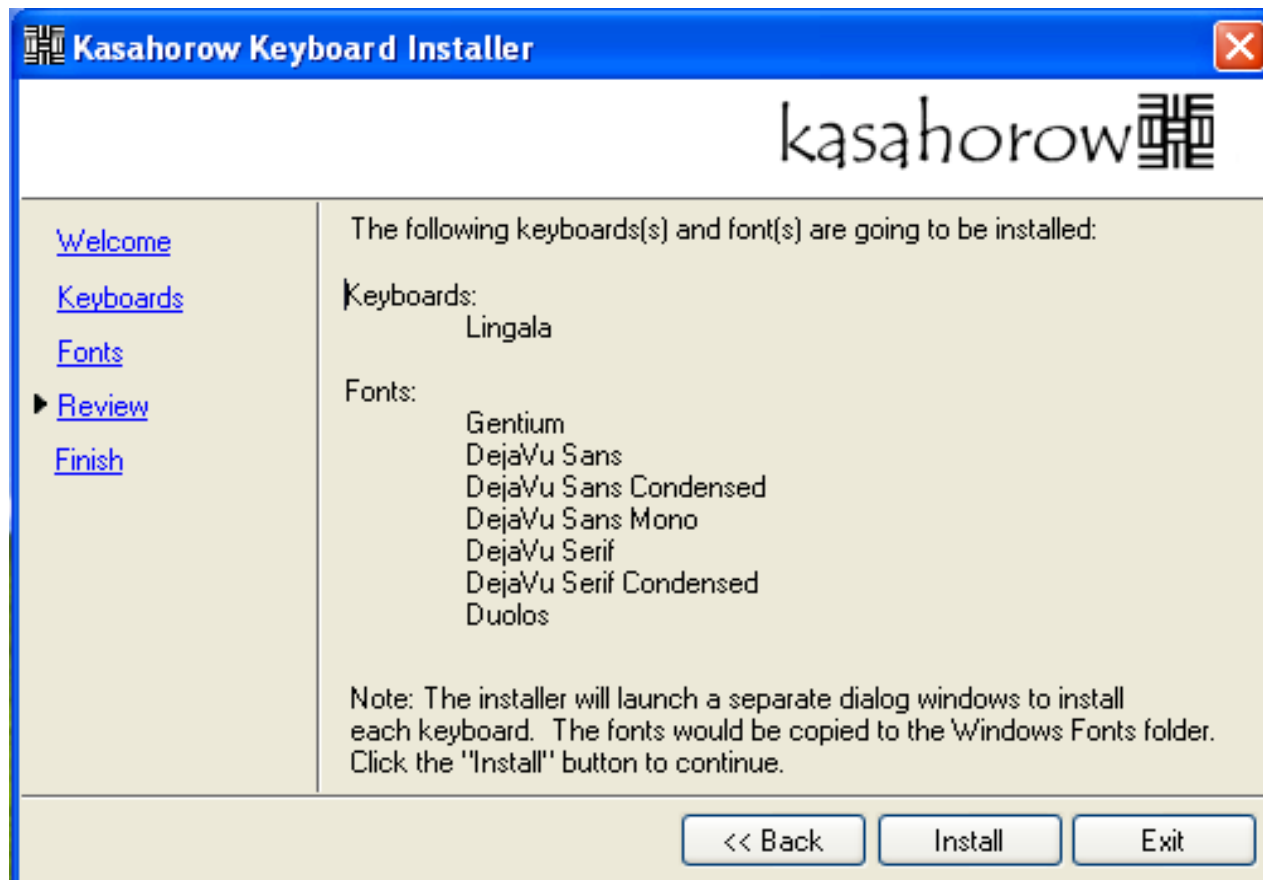 Kasahorow Keyboard Installer
kasahorow
Welcome
Keyboards
Fonts
Review
Finish
The following keyboards(s) and font(s) are going to be installed:
Keyboards:
Lingala
Fonts:
Gentium
DejaVu Sans
DejaVu Sans Condensed
DejaVu Sans Mono
DejaVu Serif
DejaVu Serif Condensed
Duolos
Note: The installer will launch a separate dialog windows to install
each keyboard.  The fonts would be copied to the Windows Fonts folder.
Click the "Install" button to continue.
<< Back
Install
Exit